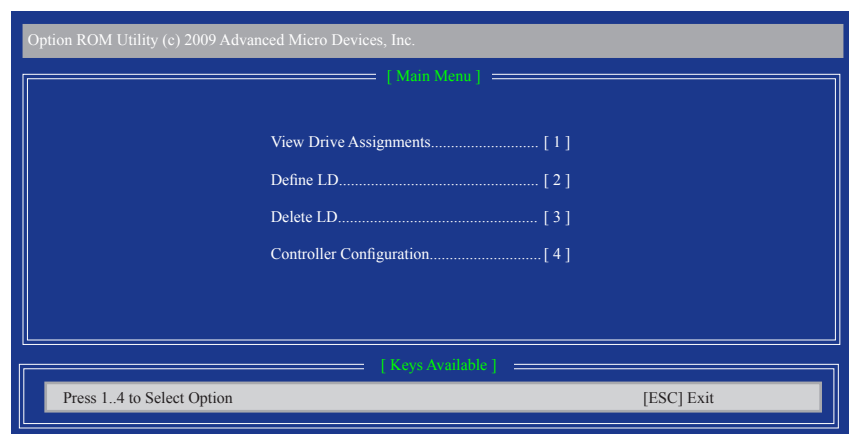 Option ROM Utility (c) 2009 Advanced Micro Devices, Inc.
[ Main Menu ]
View Drive Assignments........................... [ 1 ]
Define LD.................................................. [ 2 ]
Delete LD.................................................. [ 3 ]
Controller Configuration............................[ 4 ]
[ Keys Available ]
Press 1..4 to Select Option [ESC] Exit